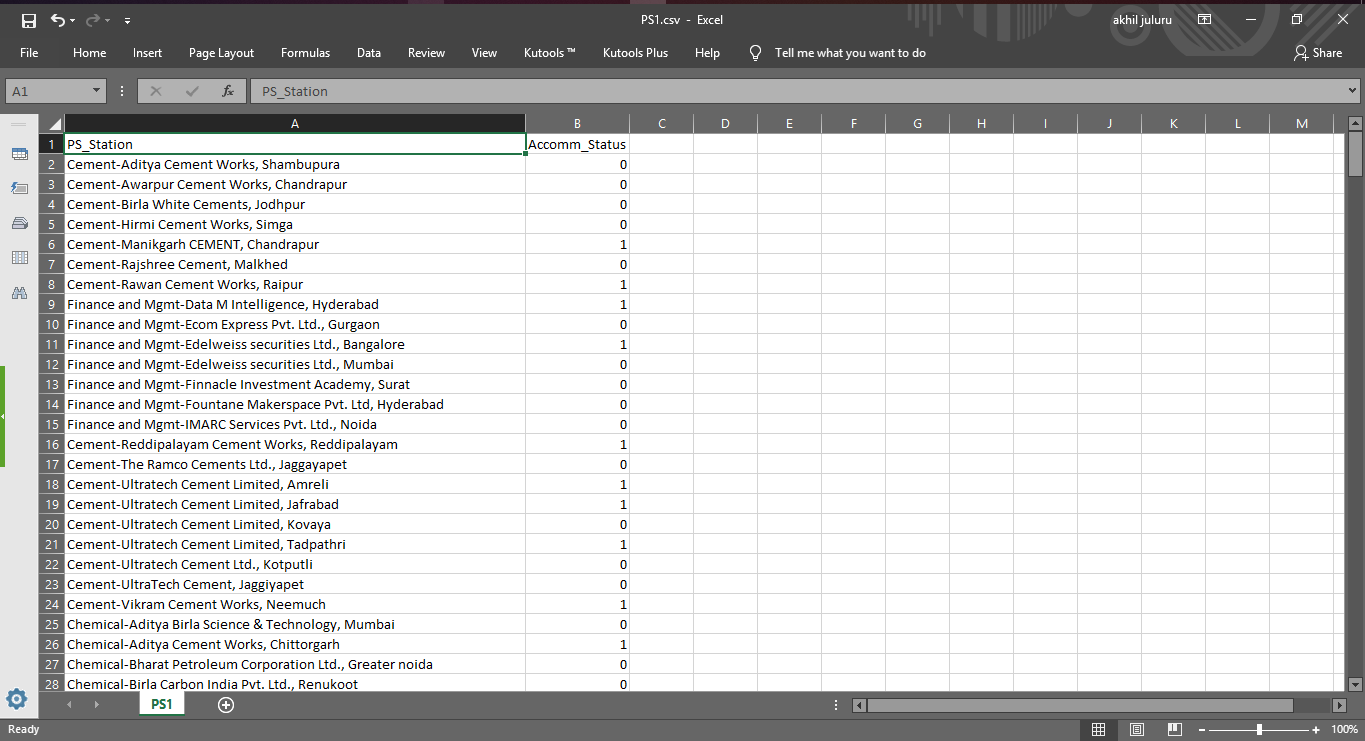 PS1.csv - Excel
akhil juluru
File Home Insert Page Layout Formulas Data Review View Kutools ™ Kutools Plus Help Tell me what you want to do Share
A1 fx PS_Station
A B C D E F G H I J K L M
1 PS_Station Accomm_Status
2 Cement-Aditya Cement Works, Shambupura 0
3 Cement-Awarpur Cement Works, Chandrapur 0
4 Cement-Birla White Cements, Jodhpur 0
5 Cement-Hirmi Cement Works, Simga 0
6 Cement-Manikgarh CEMENT, Chandrapur 1
7 Cement-Rajshree Cement, Malkhed 0
8 Cement-Rawan Cement Works, Raipur 1
9 Finance and Mgmt-Data M Intelligence, Hyderabad 1
10 Finance and Mgmt-Ecom Express Pvt. Ltd., Gurgaon 0
11 Finance and Mgmt-Edelweiss securities Ltd., Bangalore 1
12 Finance and Mgmt-Edelweiss securities Ltd., Mumbai 0
13 Finance and Mgmt-Finnacle Investment Academy, Surat 0
14 Finance and Mgmt-Fountane Makerspace Pvt. Ltd, Hyderabad 0
15 Finance and Mgmt-IMARC Services Pvt. Ltd., Noida 0
16 Cement-Reddipalayam Cement Works, Reddipalayam 1
17 Cement-The Ramco Cements Ltd., Jaggayapet 0
18 Cement-Ultratech Cement Limited, Amreli 1
19 Cement-Ultratech Cement Limited, Jafrabad 1
20 Cement-Ultratech Cement Limited, Kovaya 0
21 Cement-Ultratech Cement Limited, Tadpathri 1
22 Cement-Ultratech Cement Ltd., Kotputli 0
23 Cement-UltraTech Cement, Jaggiyapet 0
24 Cement-Vikram Cement Works, Neemuch 1
25 Chemical-Aditya Birla Science & Technology, Mumbai 0
26 Chemical-Aditya Cement Works, Chittorgarh 1
27 Chemical-Bharat Petroleum Corporation Ltd., Greater noida 0
28 Chemical-Birla Carbon India Pvt. Ltd., Renukoot 0
PS1
Ready
100%